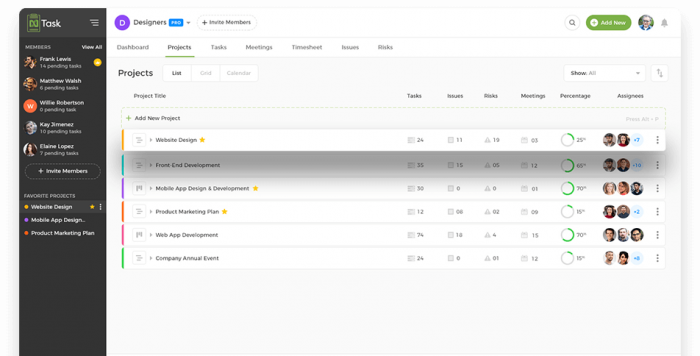 nTask
D Designers PRO + Invite Members
Add New
MEMBERS View All
Frank Lewis
14 pending tasks
Matthew Walsh
6 pending tasks
W Willie Robertson
0 pending task
Kay Jimenez
10 pending tasks
Elaine Lopez
7 pending tasks
+ Invite Members
FAVORITE PROJECTS
Website Design
Mobile App Design...
Product Marketing Plan
Dashboard Projects Tasks Meetings Timesheet Issues Risks
Projects List Grid Calendar Show: All
Project Title Tasks Issues Risks Meetings Percentage Assignees
+ Add New Project Press Alt + P
Website Design 24 11 19 03 25% +7
Front-End Development 35 15 05 12 65% +10
Mobile App Design & Development 30 0 0 01 70%
Product Marketing Plan 12 08 02 09 15% +2
Web App Development 74 18 4 15 70%
Company Annual Event 24 0 01 12 15% +8